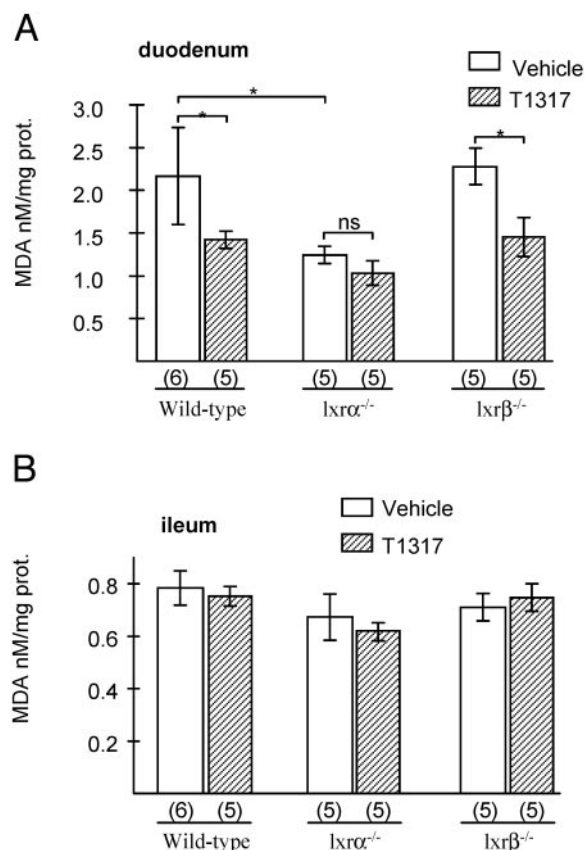 A
duodenum
Vehicle
T1317
MDA nM/mg prot.
3.0
2.5
2.0
1.5
1.0
0.5
*
*
ns
*
(6) (5) (5) (5) (5) (5)
Wild-type lxrα-/- lxrβ-/-
B
ileum
Vehicle
T1317
MDA nM/mg prot.
0.8
0.6
0.4
0.2
(6) (5) (5) (5) (5) (5)
Wild-type lxrα-/- lxrβ-/-